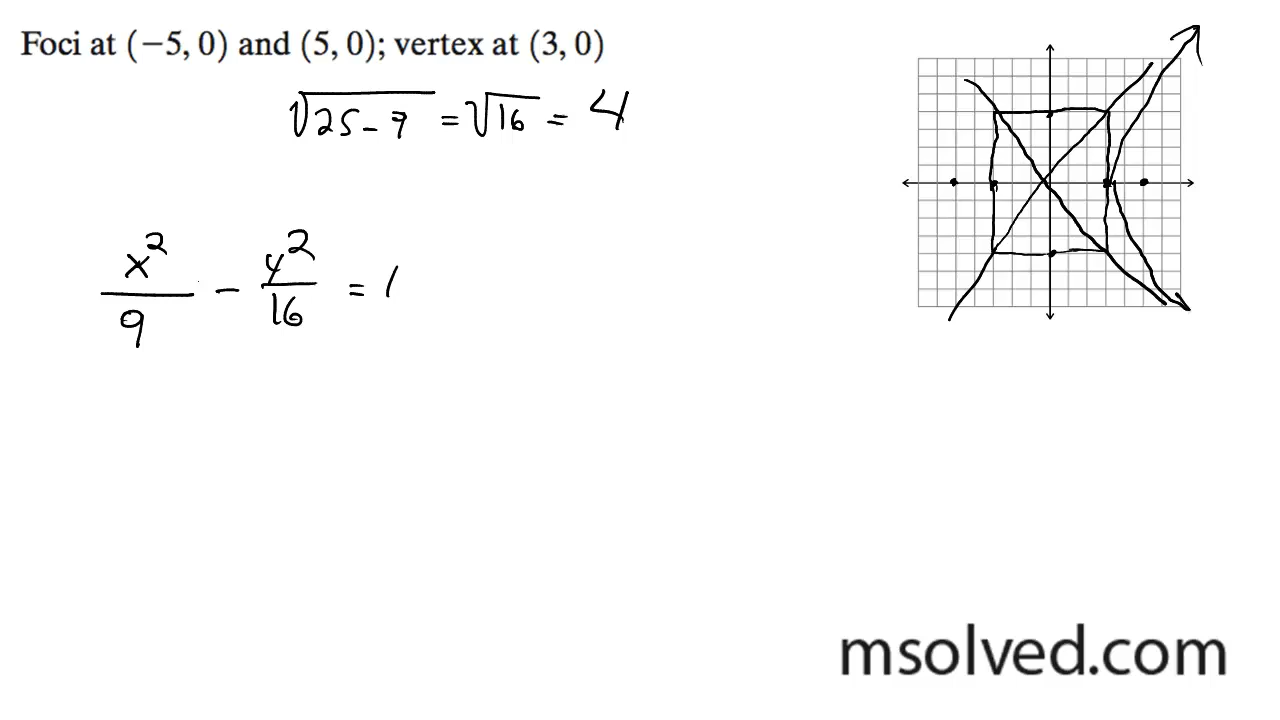 Foci at (−5, 0) and (5, 0); vertex at (3, 0)
√25 - 9 = √16 = 4
x²/9 - y²/16 = 1
msolved.com